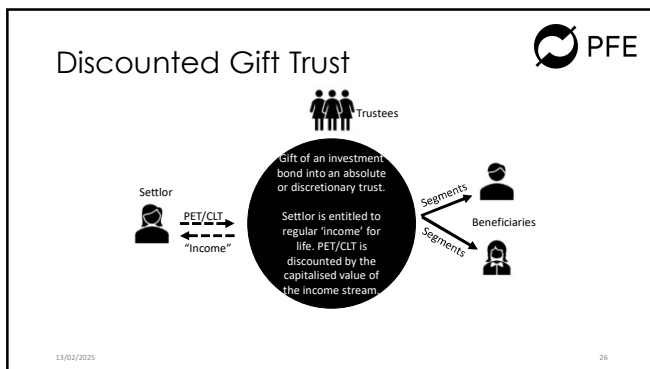 Discounted Gift Trust
PFE
Trustees
Gift of an investment
bond into an absolute
or discretionary trust.
Settlor is entitled to
regular 'income' for
life. PET/CLT is
discounted by the
capitalised value of
the income stream.
Settlor
PET/CLT
"Income"
Segments
Segments
Beneficiaries
13/02/2025
26